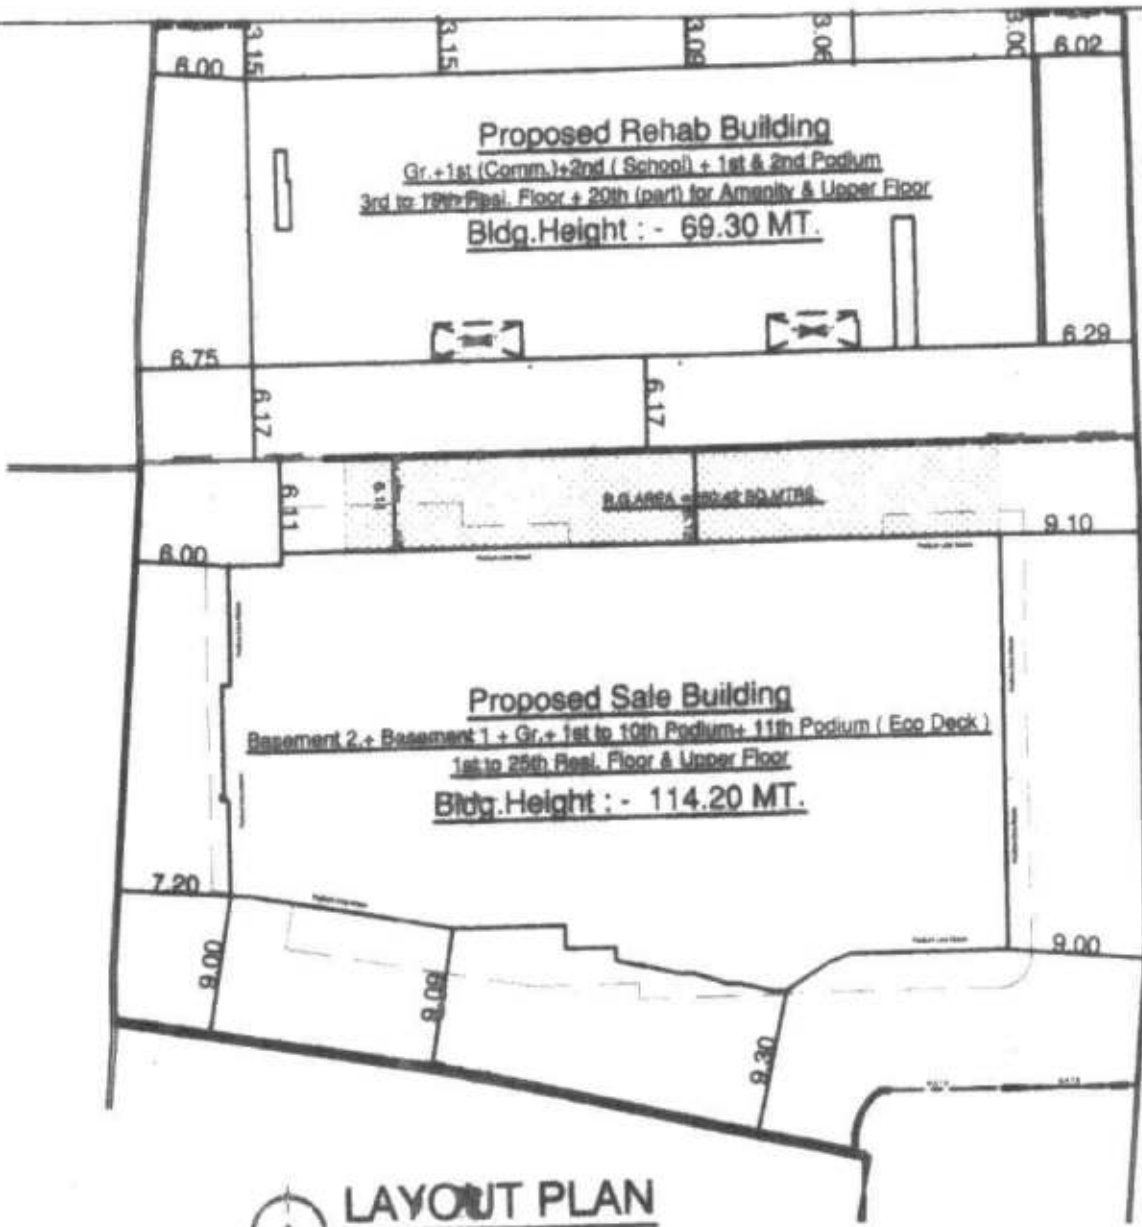 3.15 3.15 3.09 3.06 3.00
6.00 6.02
Proposed Rehab Building
Gr.+1st (Comm.)+2nd ( School) + 1st & 2nd Podium
3rd to 19th Resi. Floor + 20th (part) for Amenity & Upper Floor
Bldg.Height : - 69.30 MT.
6.75 6.29
6.17 6.17
6.11 R.G.AREA SQ.MTRS.
9.10
6.00
Proposed Sale Building
Basement 2.+ Basement 1 + Gr.+ 1st to 10th Podium+ 11th Podium ( Eco Deck )
1st to 25th Resi. Floor & Upper Floor
Bldg.Height : - 114.20 MT.
7.20
9.00 9.00
9.09
9.30
LAYOUT PLAN